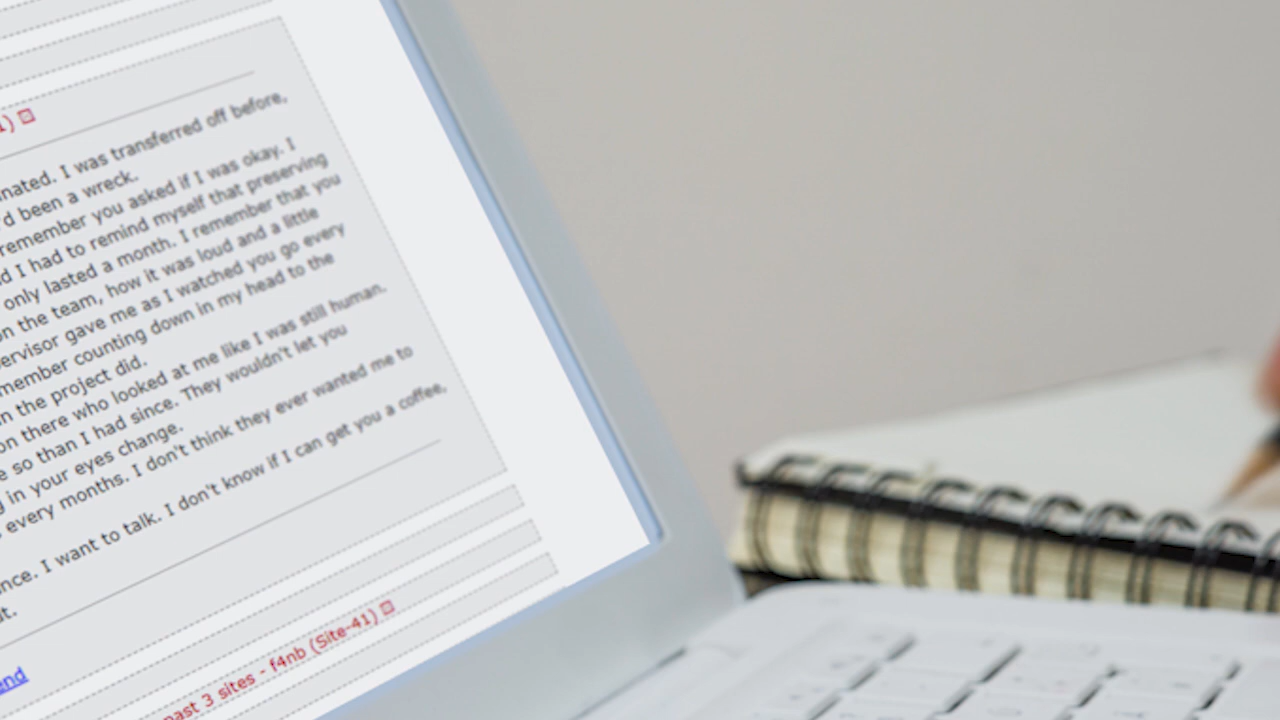 1)
nated. I was transferred off before,
'd been a wreck.
remember you asked if I was okay. I
d I had to remind myself that preserving
only lasted a month. I remember that you
on the team, how it was loud and a little
ervisor gave me as I watched you go every
member counting down in my head to the
n the project did.
on there who looked at me like I was still human.
e so than I had since. They wouldn't let you
g in your eyes change.
every months. I don't think they ever wanted me to
nce. I want to talk. I don't know if I can get you a coffee,
t.
end
past 3 sites - f4nb (Site-41)